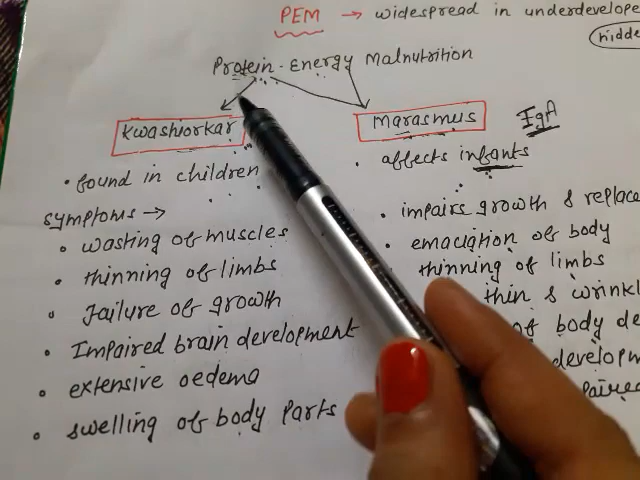 PEM → widespread in underdevelope
hidde
Protein-Energy Malnutrition
Kwashiorkar
Marasmus
IgA
• found in children
• affects infants
symptoms →
• wasting of muscles
• thinning of limbs
• Failure of growth
• Impaired brain development
• extensive oedema
• swelling of body Parts
• impairs growth & replace
• emaciation of body
thinning of limbs
thin & wrinkl
of body de
developm
paired